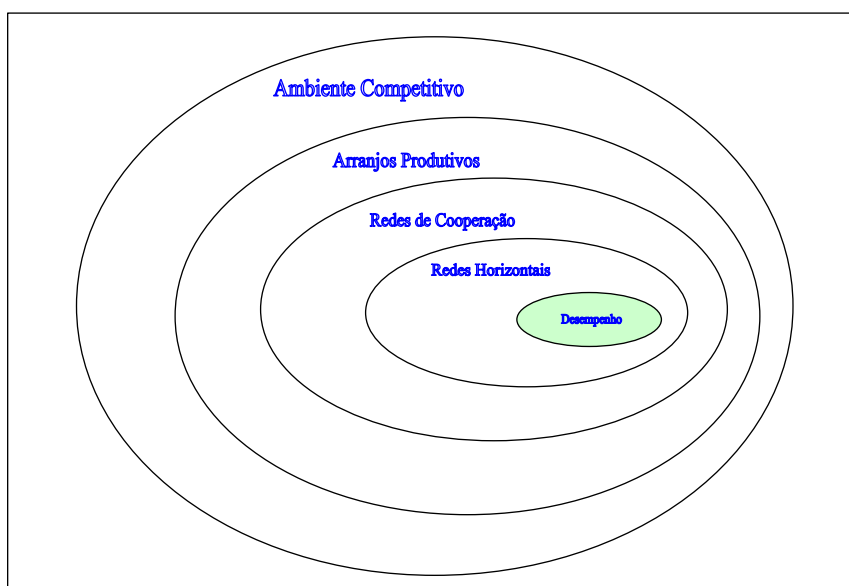 Ambiente Competitivo
Arranjos Produtivos
Redes de Cooperação
Redes Horizontais
Desempenho